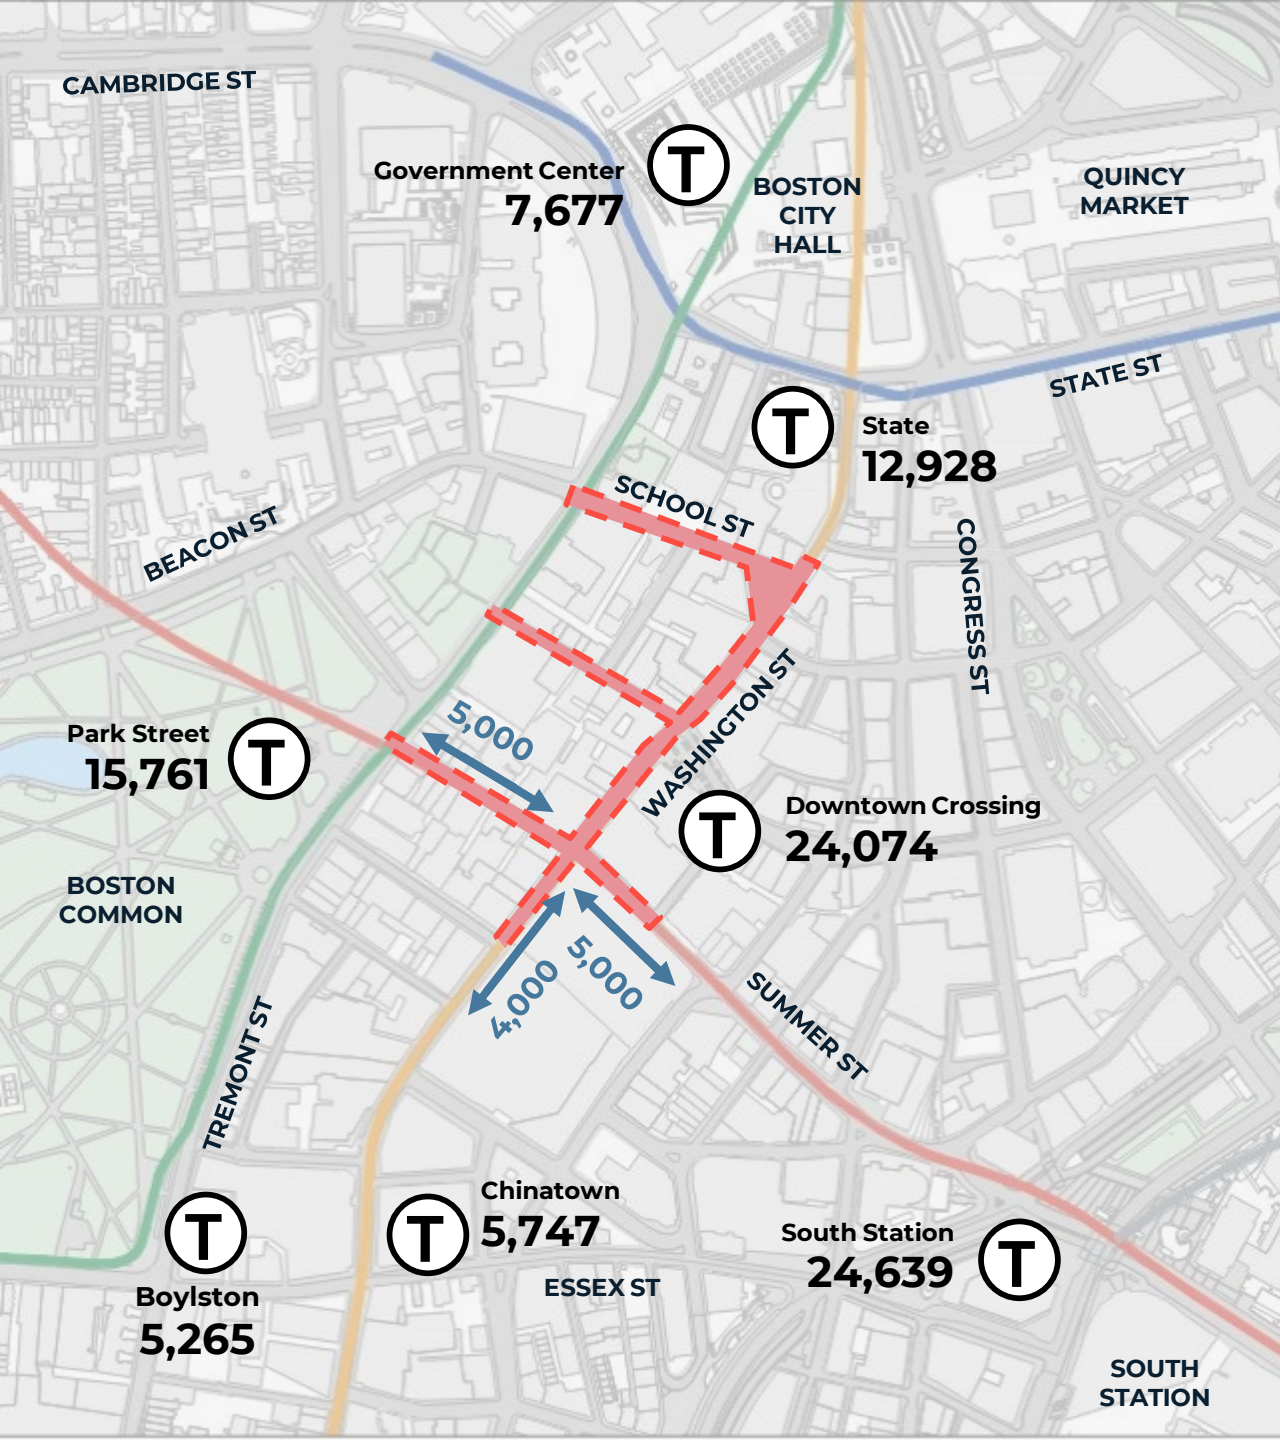 CAMBRIDGE ST
T
Government Center
7,677
BOSTON
CITY
HALL
QUINCY
MARKET
STATE ST
T
State
12,928
SCHOOL ST
BEACON ST
CONGRESS ST
WASHINGTON ST
5,000
Park Street
15,761
T
T
Downtown Crossing
24,074
BOSTON
COMMON
4,000
5,000
SUMMER ST
TREMONT ST
T
Boylston
5,265
T
Chinatown
5,747
ESSEX ST
South Station
24,639
T
SOUTH
STATION